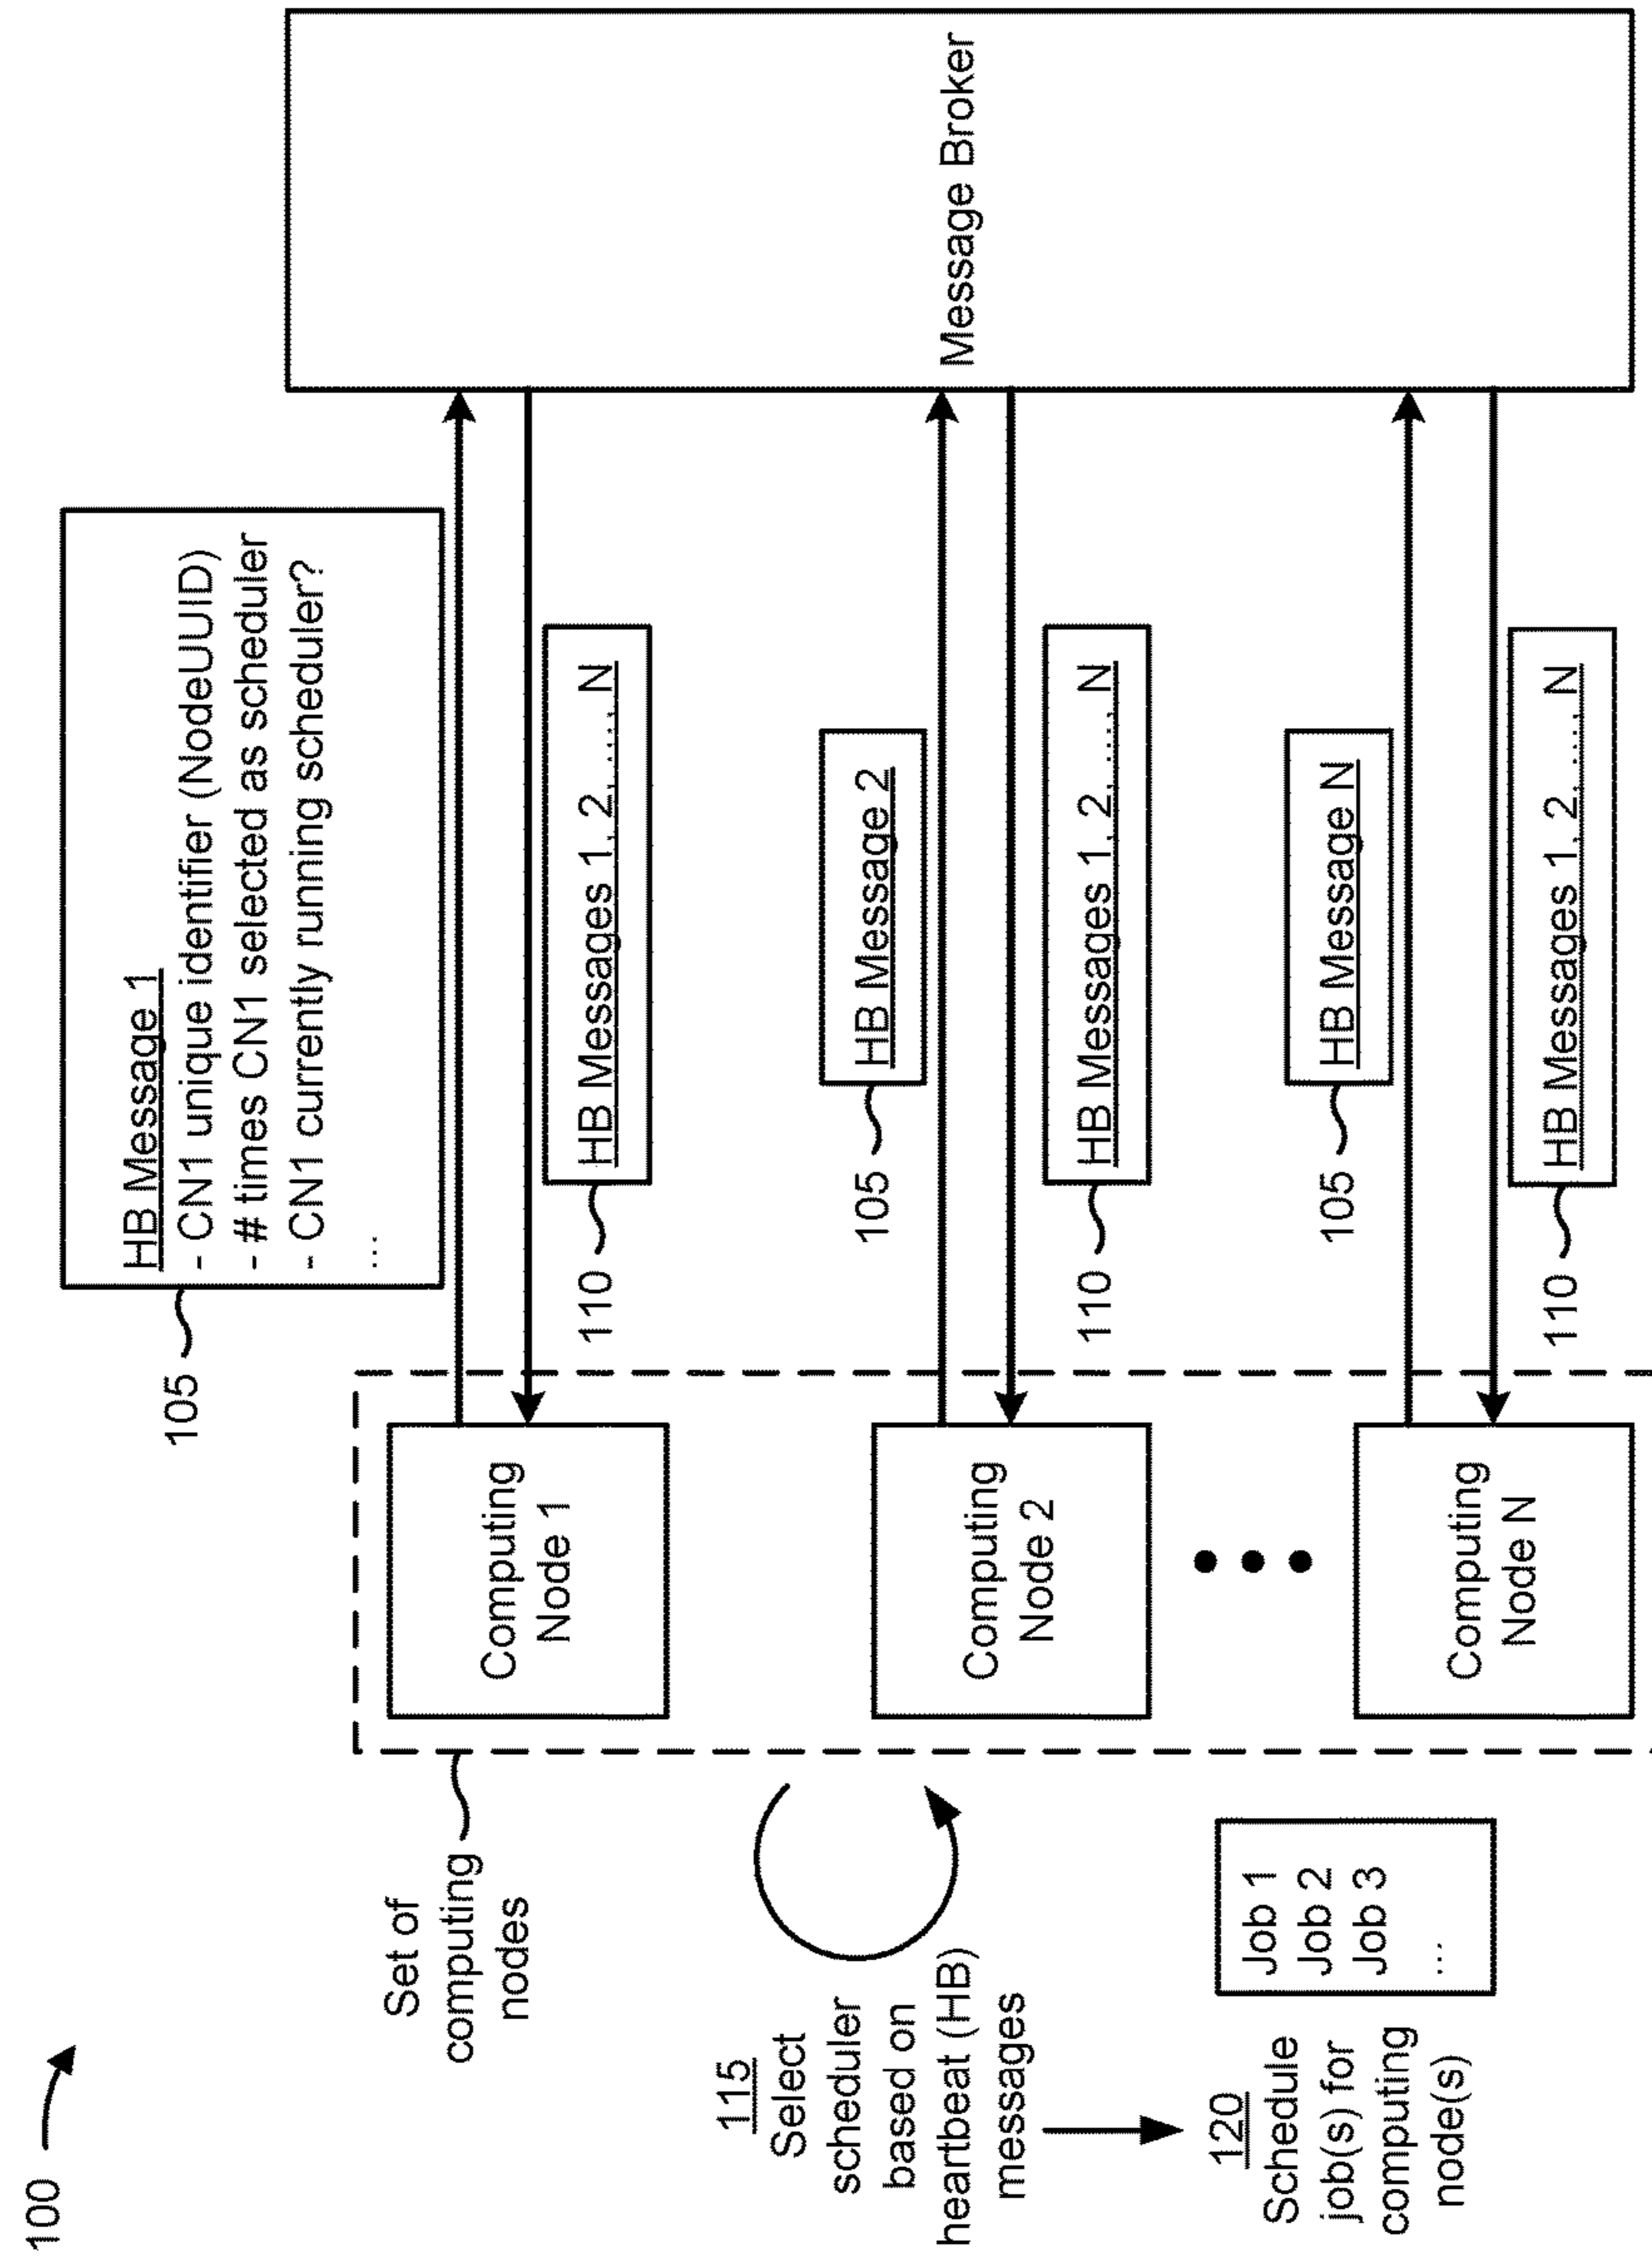 100
105
HB Message 1
- CN1 unique identifier (NodeUUID)
- # times CN1 selected as scheduler
- CN1 currently running scheduler?
...
Set of
computing
nodes
Computing
Node 1
110
HB Messages 1, 2, ..., N
Message Broker
115
Select
scheduler
based on
heartbeat (HB)
messages
105
HB Message 2
Computing
Node 2
110
HB Messages 1, 2, ..., N
120
Schedule
job(s) for
computing
node(s)
Job 1
Job 2
Job 3
...
105
HB Message N
Computing
Node N
110
HB Messages 1, 2, ..., N